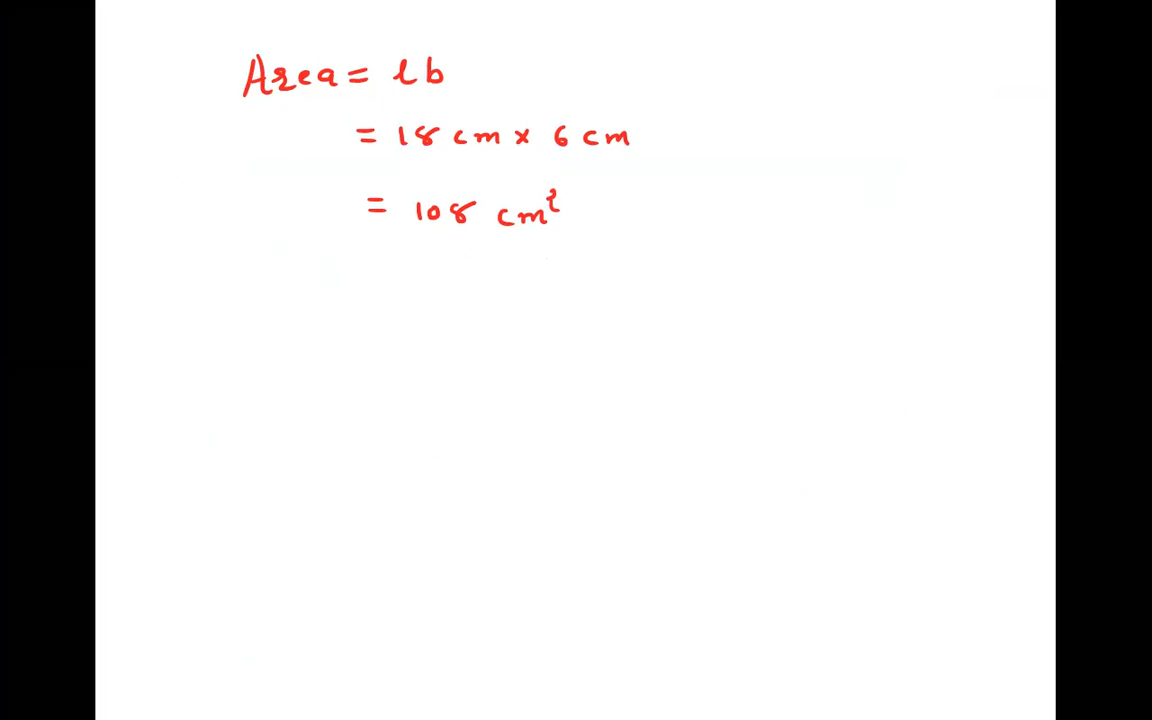 Area = lb
= 18 cm × 6 cm
= 108 cm²